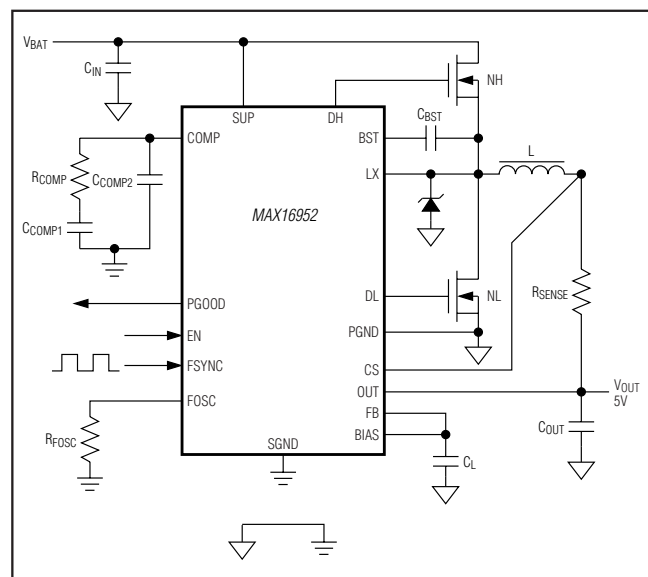 VBAT
CIN
NH
SUP
DH
COMP
BST
CBST
RCOMP
CCOMP2
LX
L
CCOMP1
MAX16952
DL
NL
RSENSE
PGOOD
PGND
EN
CS
FSYNC
OUT
VOUT
5V
FOSC
FB
COUT
RFOSC
BIAS
SGND
CL